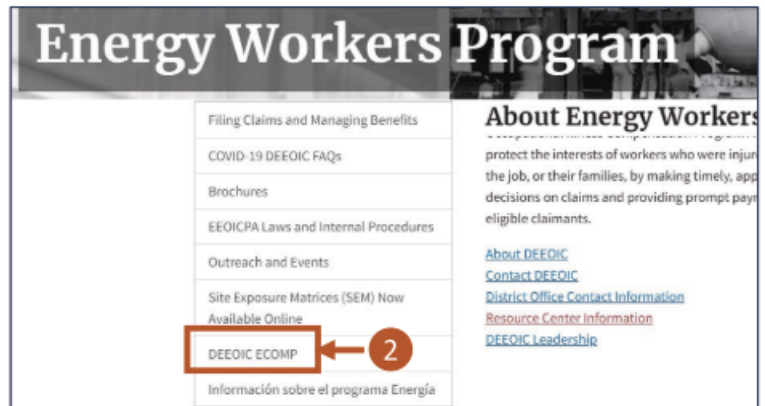 Energy Workers Program
Filing Claims and Managing Benefits
COVID-19 DEEOIC FAQs
Brochures
EEOICPA Laws and Internal Procedures
Outreach and Events
Site Exposure Matrices (SEM) Now
Available Online
DEEOIC ECOMP
2
Información sobre el programa Energía
About Energy Workers
protect the interests of workers who were injure
the job, or their families, by making timely, app
decisions on claims and providing prompt payr
eligible claimants.
About DEEOIC
Contact DEEOIC
District Office Contact Information
Resource Center Information
DEEOIC Leadership